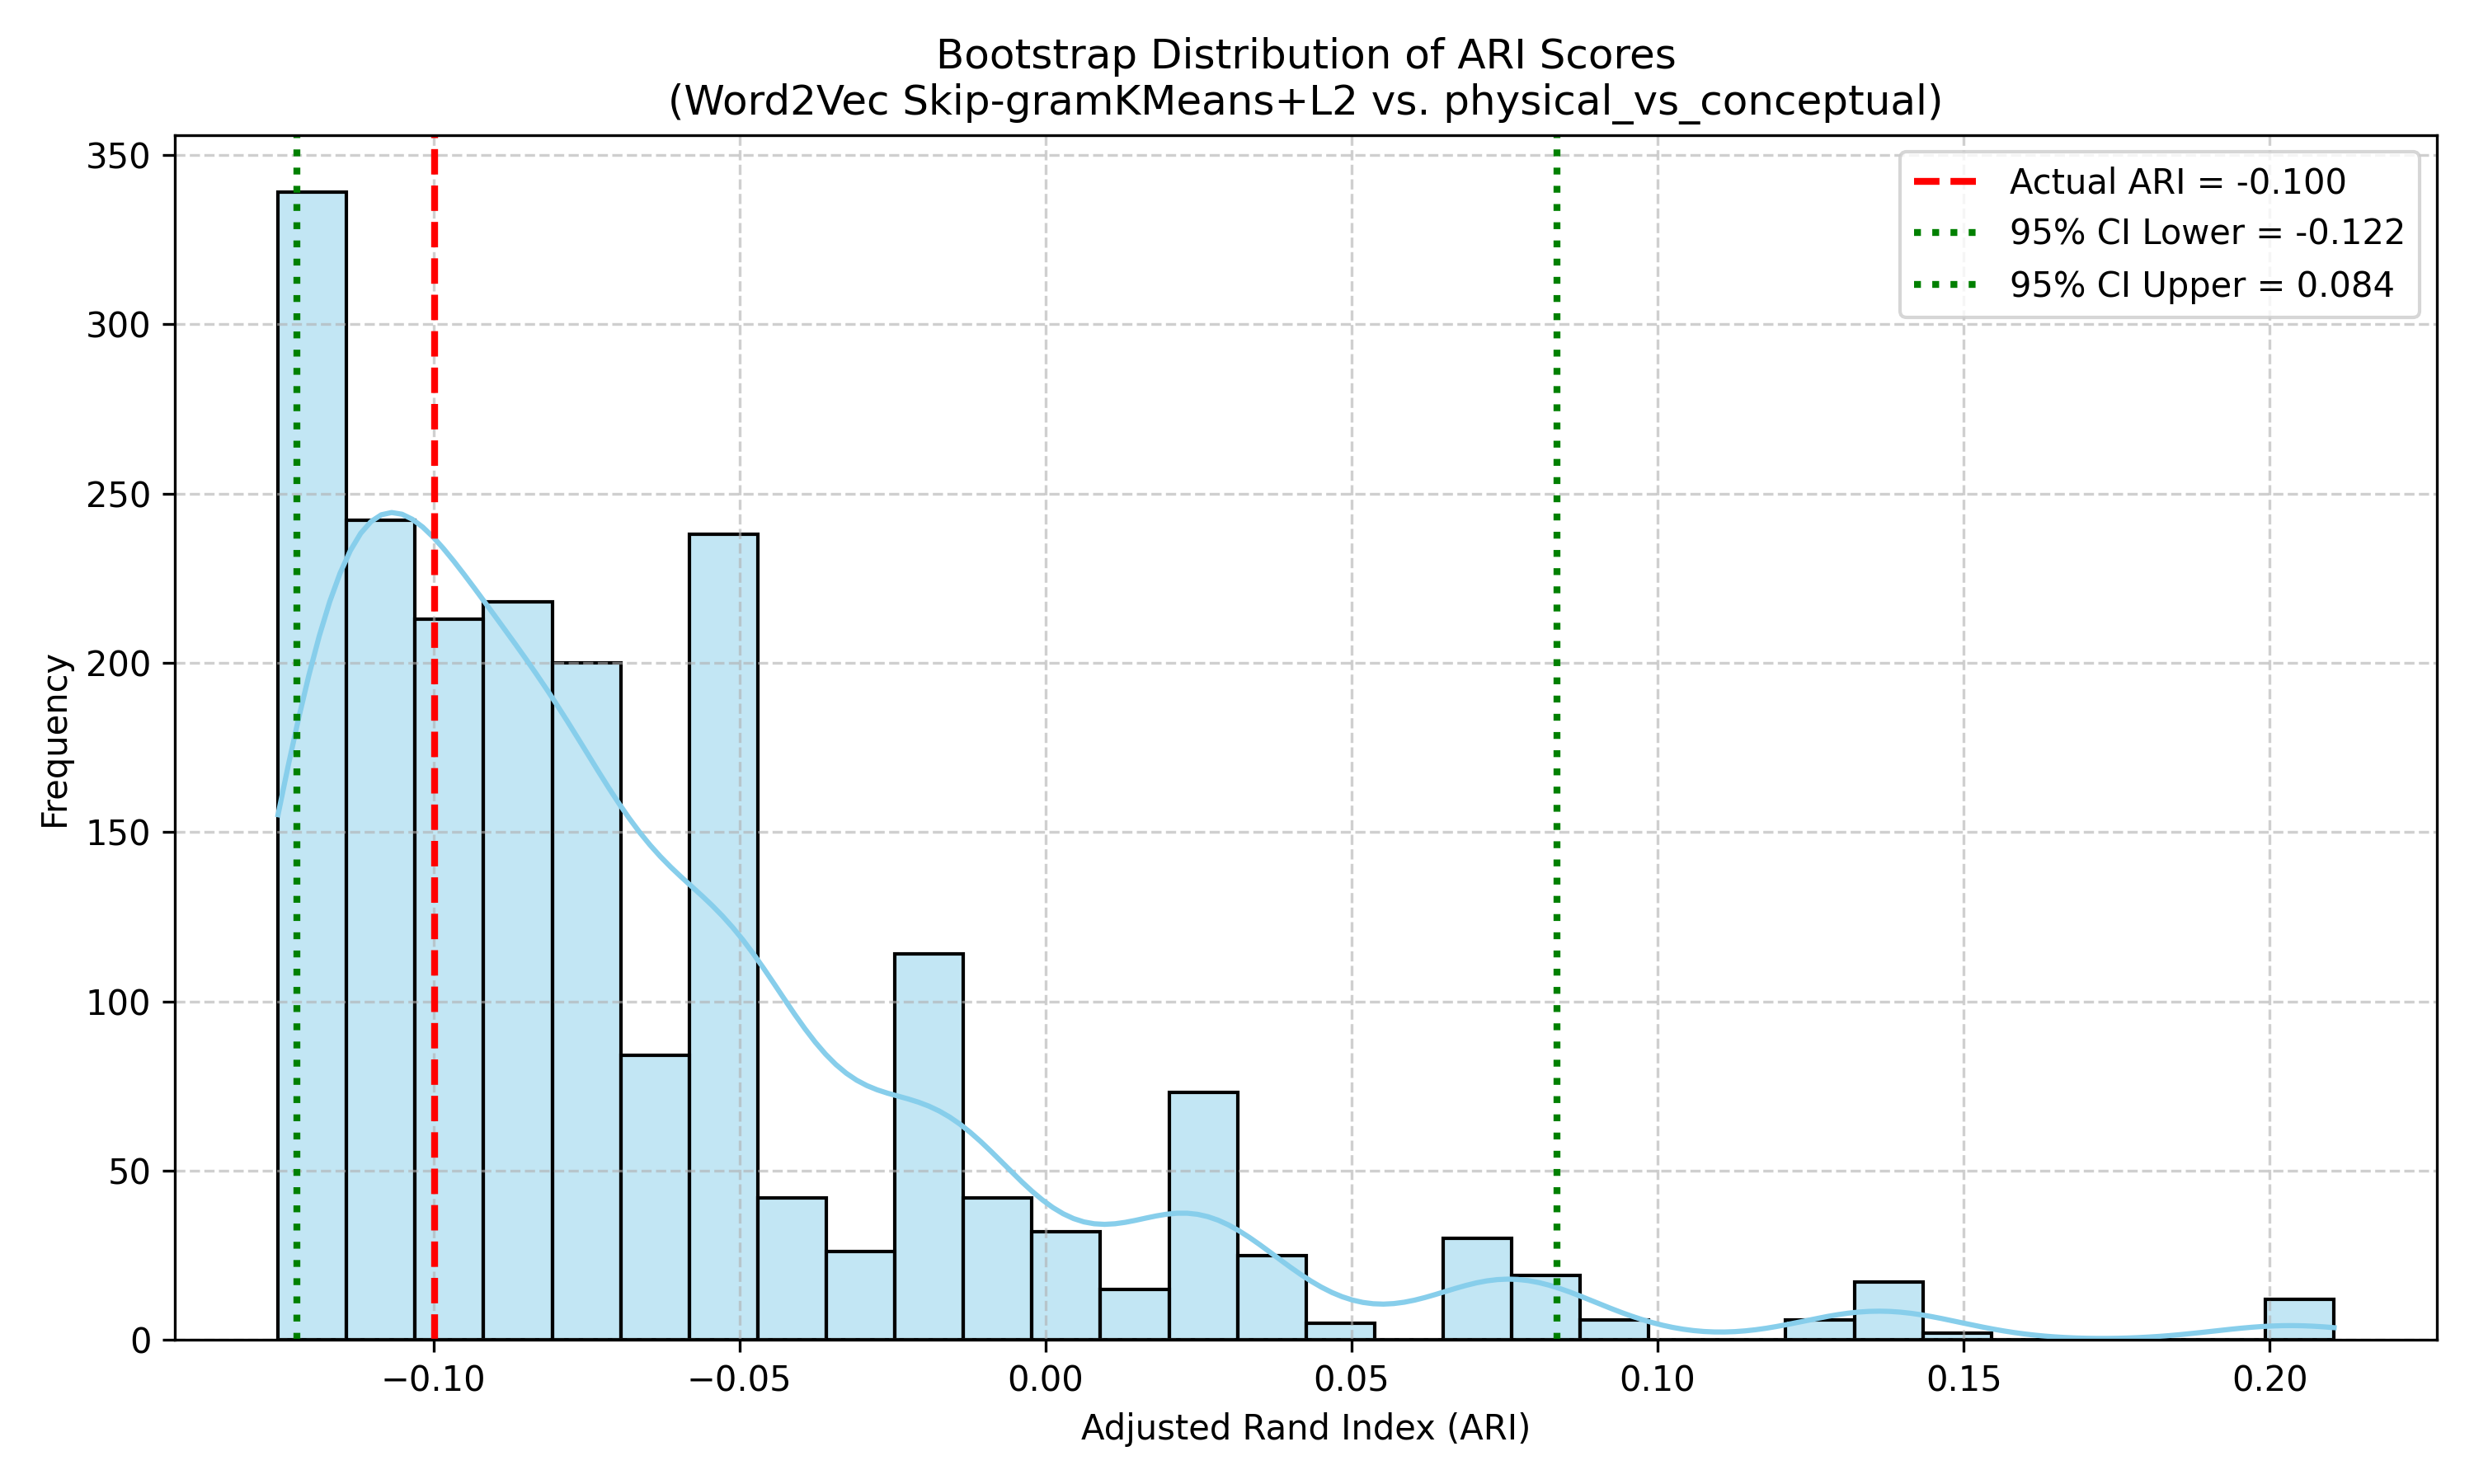 Bootstrap Distribution of ARI Scores
(Word2Vec Skip-gramKMeans+L2 vs. physical_vs_conceptual)
Actual ARI = -0.100
95% CI Lower = -0.122
95% CI Upper = 0.084
Frequency
350
300
250
200
150
100
50
0
−0.10 −0.05 0.00 0.05 0.10 0.15 0.20
Adjusted Rand Index (ARI)